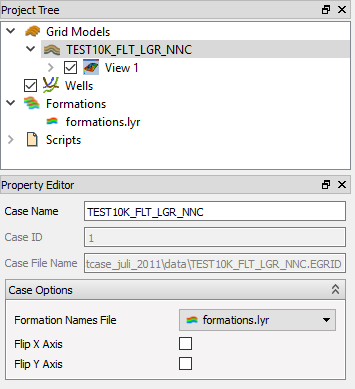 Project Tree
Grid Models
TEST10K_FLT_LGR_NNC
View 1
Wells
Formations
formations.lyr
Scripts
Property Editor
Case Name TEST10K_FLT_LGR_NNC
Case ID 1
Case File Name tcase_juli_2011\data\TEST10K_FLT_LGR_NNC.EGRID
Case Options
Formation Names File formations.lyr
Flip X Axis
Flip Y Axis